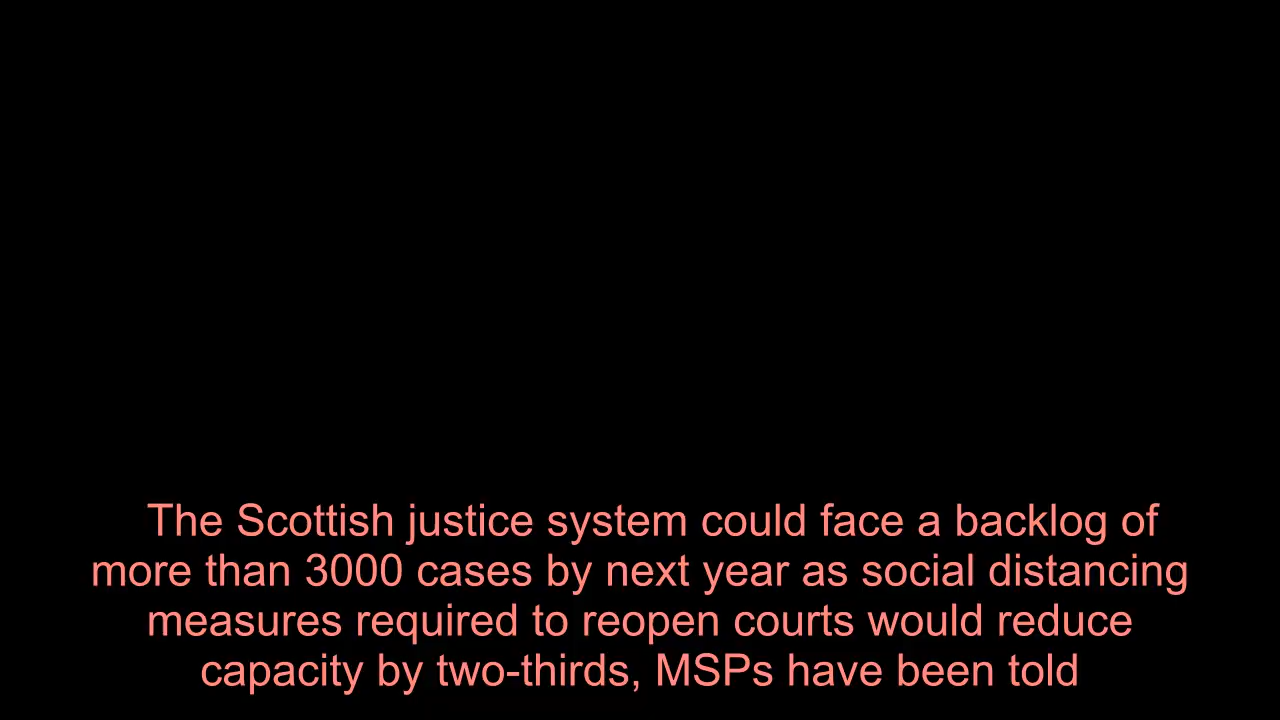 The Scottish justice system could face a backlog of
more than 3000 cases by next year as social distancing
measures required to reopen courts would reduce
capacity by two-thirds, MSPs have been told